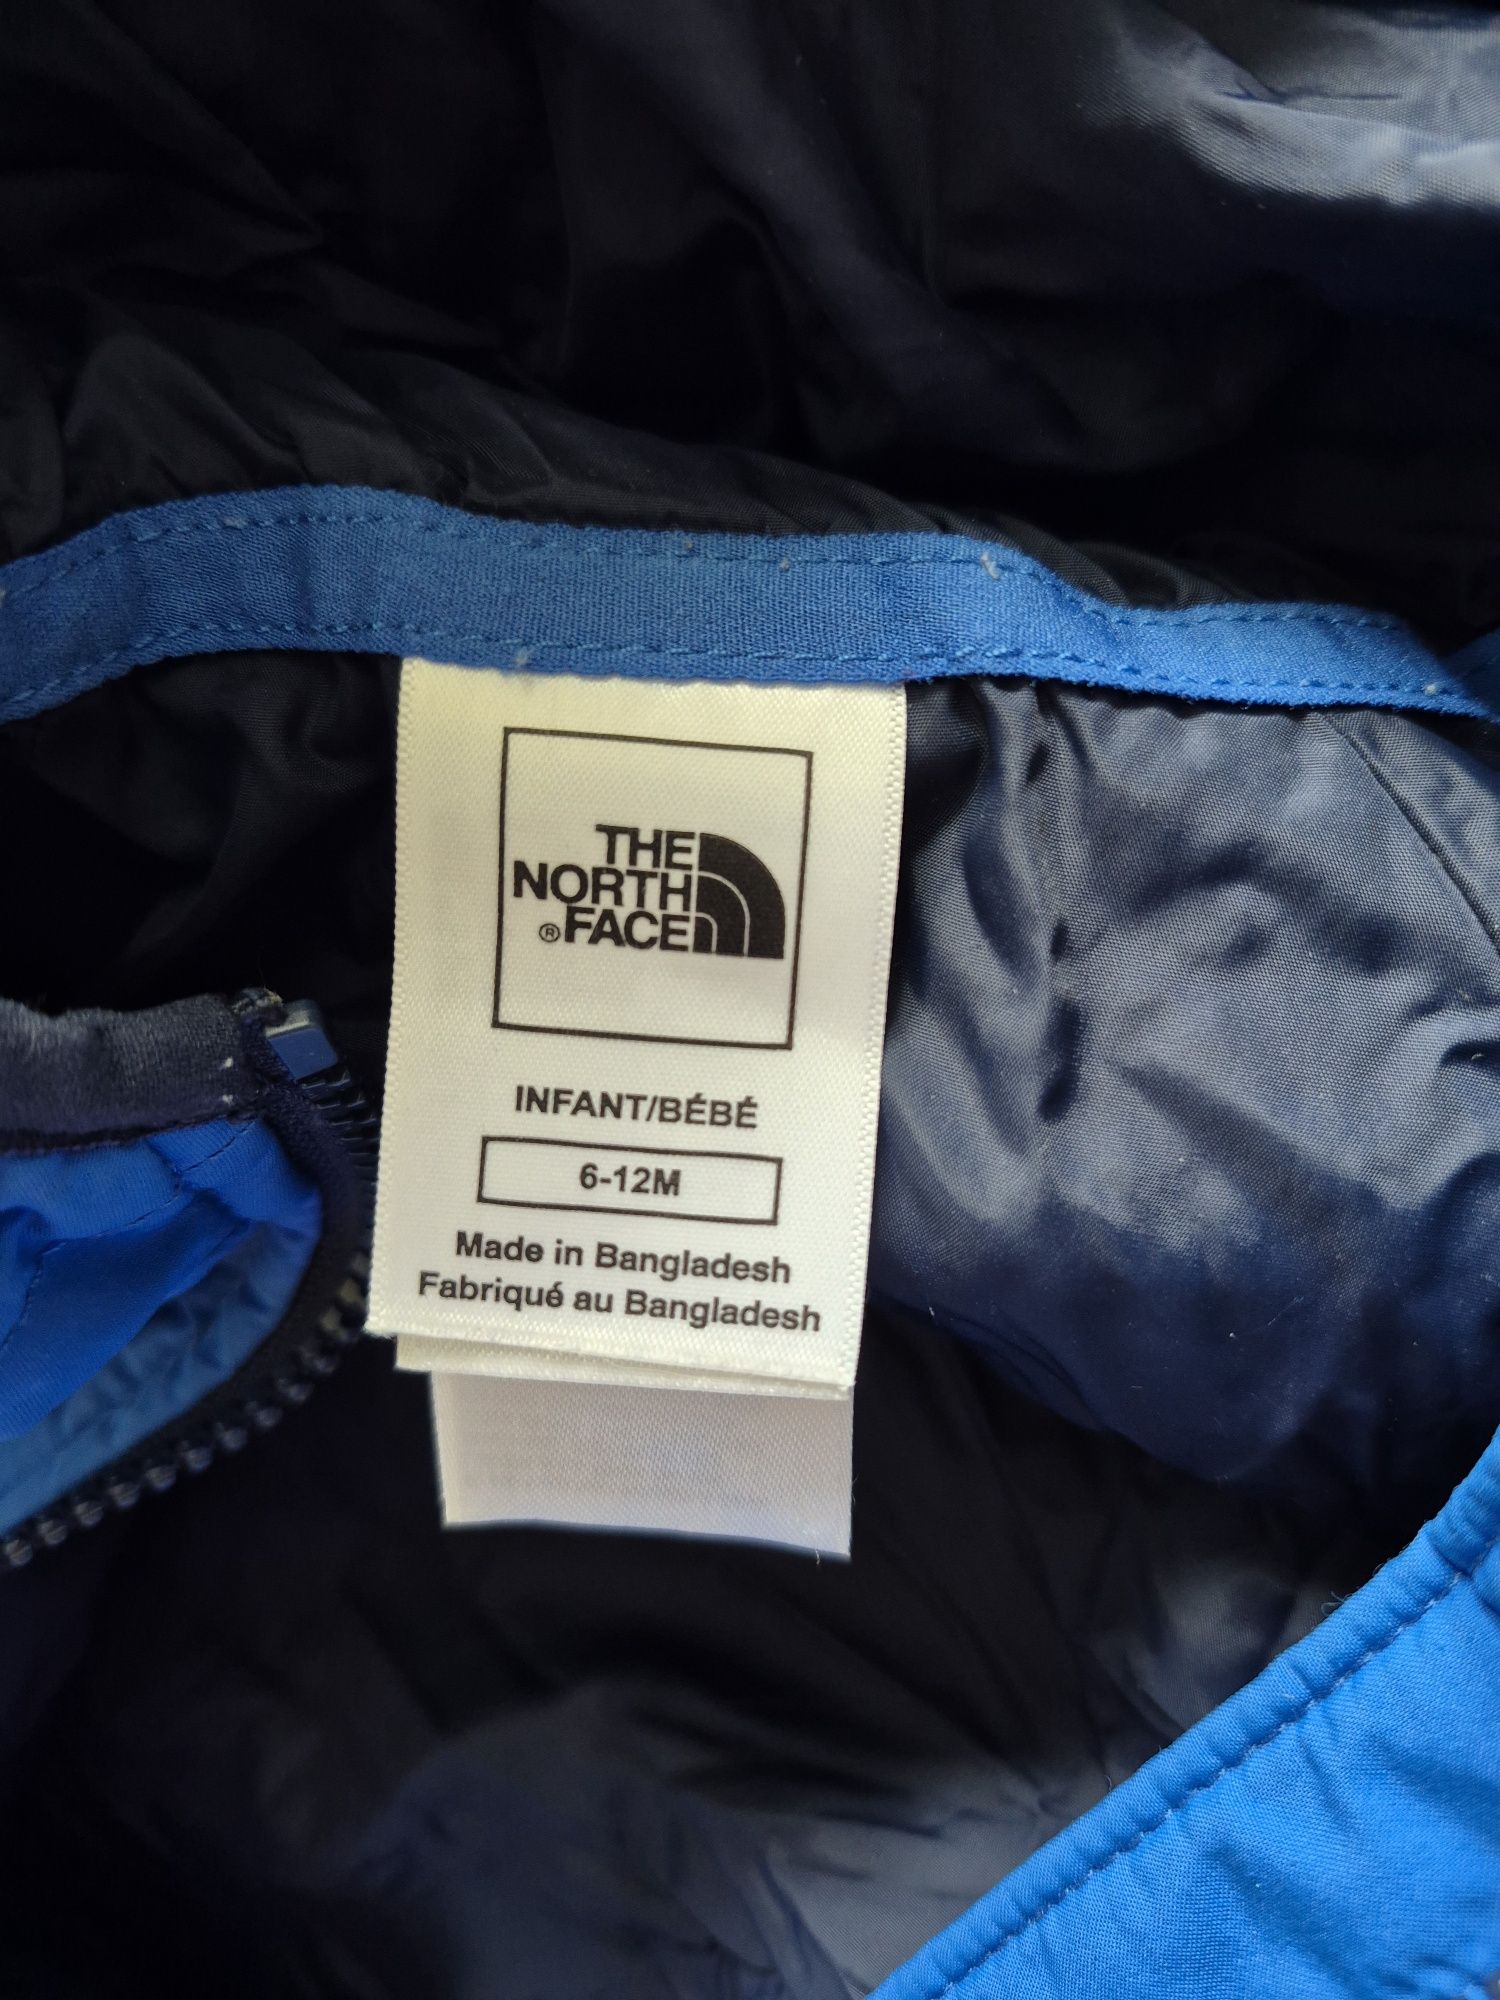 THE
NORTH
®FACE
INFANT/BÉBÉ
6-12M
Made in Bangladesh
Fabriqué au Bangladesh